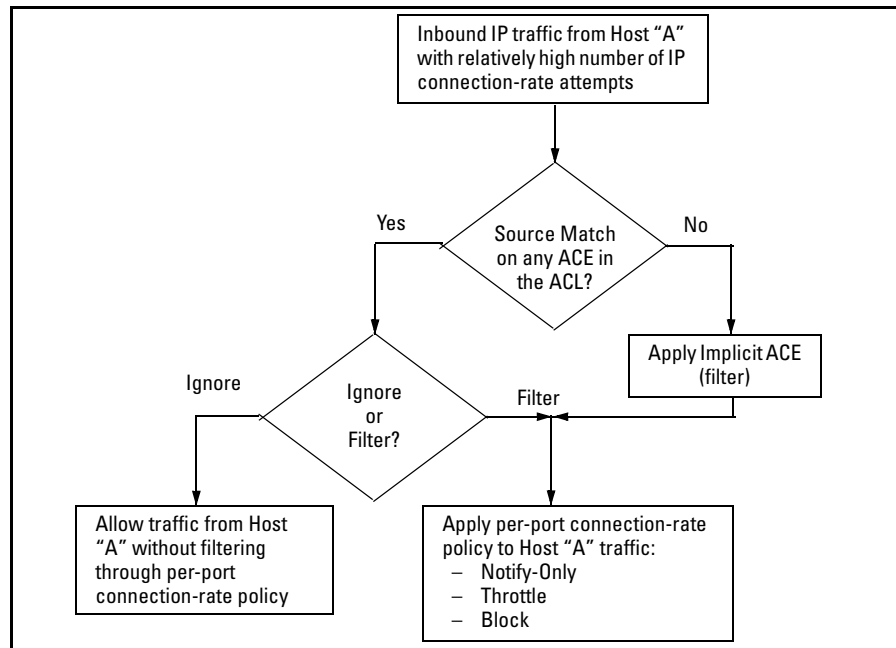 Inbound IP traffic from Host “A”
with relatively high number of IP
connection-rate attempts
Yes
No
Source Match
on any ACE in
the ACL?
Apply Implicit ACE
(filter)
Ignore
Ignore
or
Filter?
Filter
Allow traffic from Host
“A” without filtering
through per-port
connection-rate policy
Apply per-port connection-rate
policy to Host “A” traffic:
– Notify-Only
– Throttle
– Block